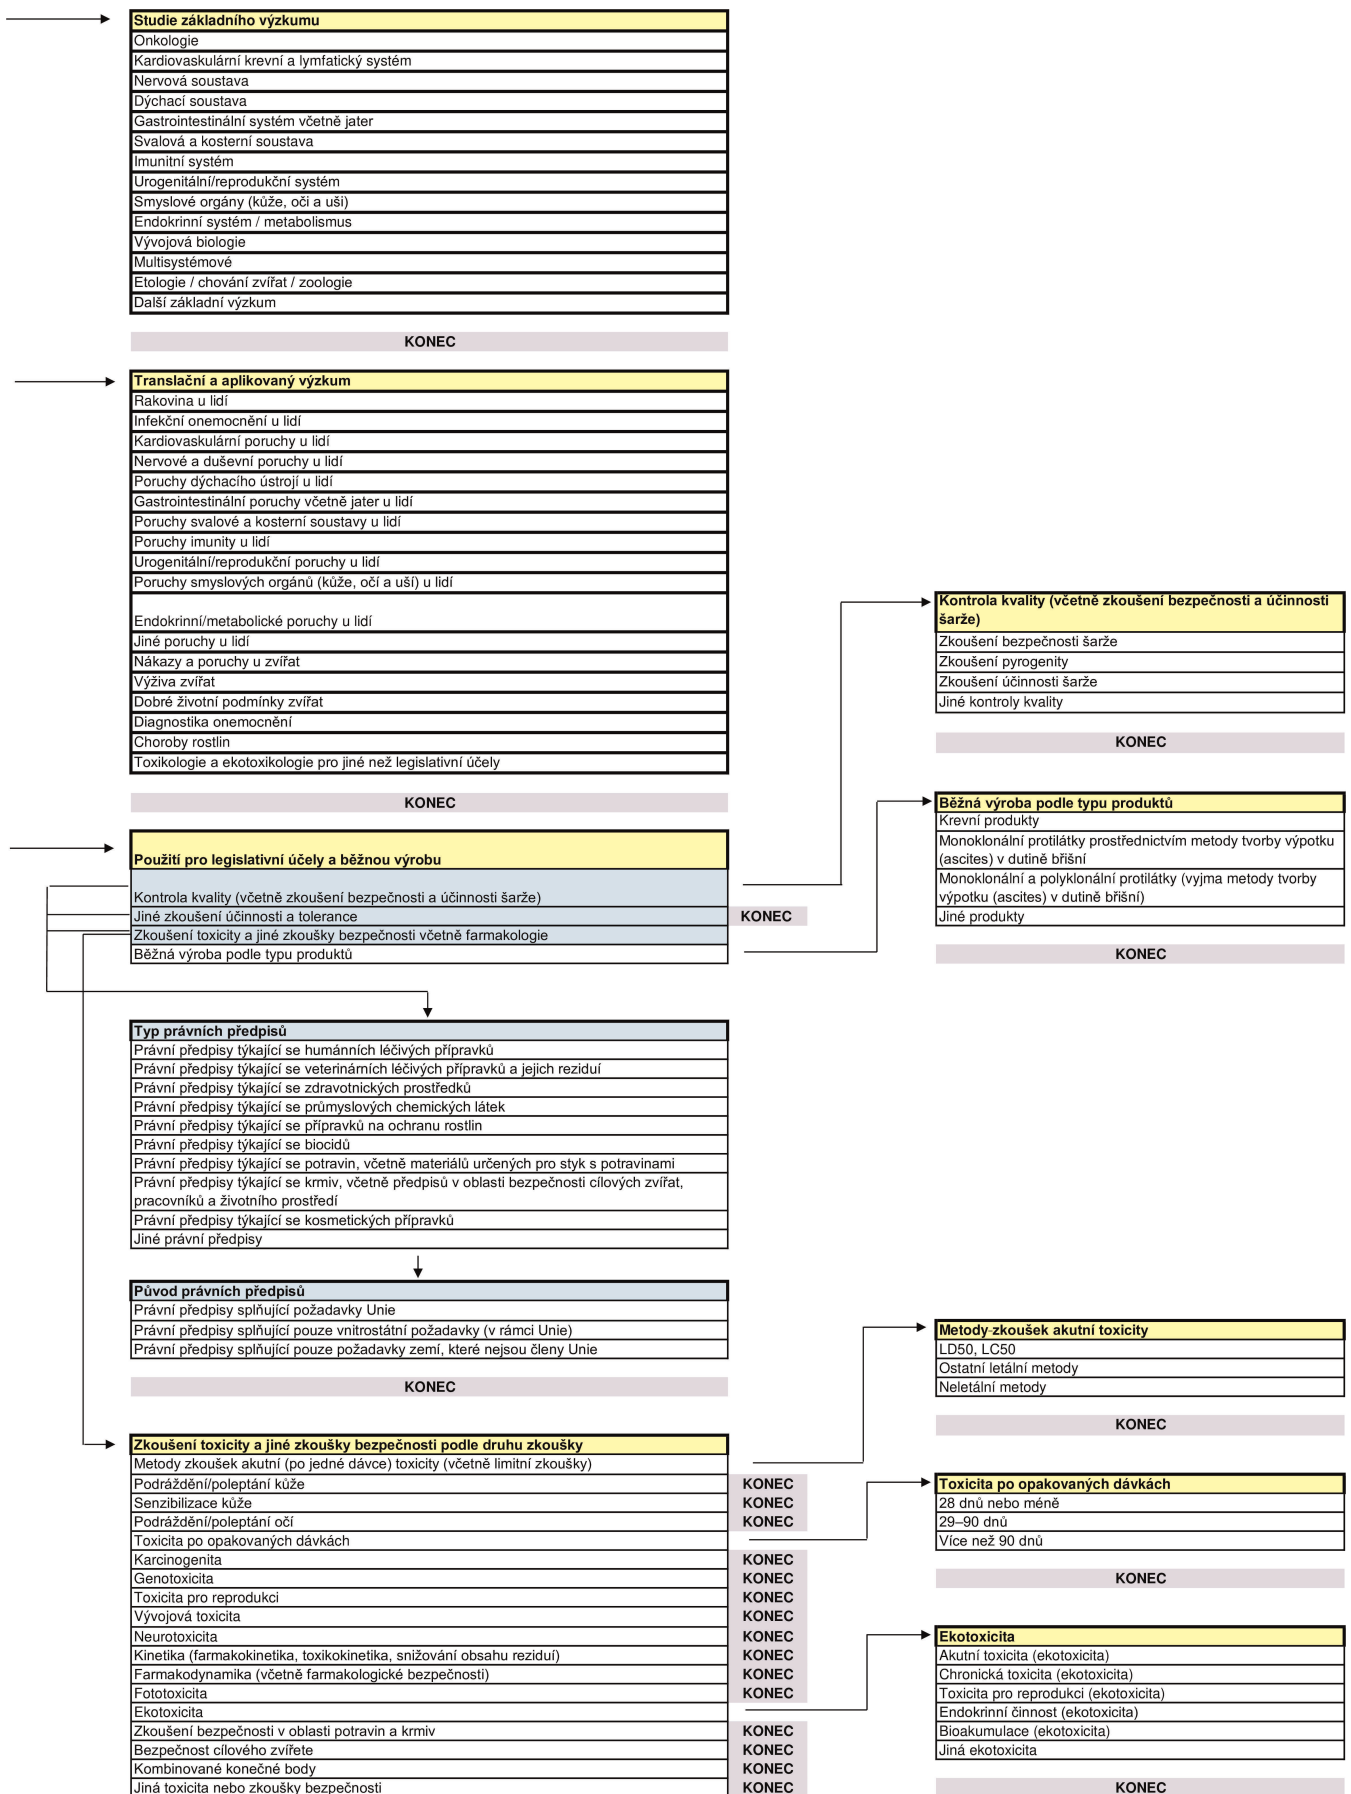 Studie základního výzkumu
Onkologie
Kardiovaskulární krevní a lymfatický systém
Nervová soustava
Dýchací soustava
Gastrointestinální systém včetně jater
Svalová a kosterní soustava
Imunitní systém
Urogenitální/reprodukční systém
Smyslové orgány (kůže, oči a uši)
Endokrinní systém / metabolismus
Vývojová biologie
Multisystémové
Etologie / chování zvířat / zoologie
Další základní výzkum
KONEC
Translační a aplikovaný výzkum
Rakovina u lidí
Infekční onemocnění u lidí
Kardiovaskulární poruchy u lidí
Nervové a duševní poruchy u lidí
Poruchy dýchacího ústrojí u lidí
Gastrointestinální poruchy včetně jater u lidí
Poruchy svalové a kosterní soustavy u lidí
Poruchy imunity u lidí
Urogenitální/reprodukční poruchy u lidí
Poruchy smyslových orgánů (kůže, očí a uší) u lidí
Endokrinní/metabolické poruchy u lidí
Jiné poruchy u lidí
Nákazy a poruchy u zvířat
Výživa zvířat
Dobré životní podmínky zvířat
Diagnostika onemocnění
Choroby rostlin
Toxikologie a ekotoxikologie pro jiné než legislativní účely
KONEC
Kontrola kvality (včetně zkoušení bezpečnosti a účinnosti
šarže)
Zkoušení bezpečnosti šarže
Zkoušení pyrogenity
Zkoušení účinnosti šarže
Jiné kontroly kvality
KONEC
Použití pro legislativní účely a běžnou výrobu
Kontrola kvality (včetně zkoušení bezpečnosti a účinnosti šarže)
Jiné zkoušení účinnosti a tolerance
KONEC
Zkoušení toxicity a jiné zkoušky bezpečnosti včetně farmakologie
Běžná výroba podle typu produktů
Běžná výroba podle typu produktů
Krevní produkty
Monoklonální protilátky prostřednictvím metody tvorby výpotku
(ascites) v dutině břišní
Monoklonální a polyklonální protilátky (vyjma metody tvorby
výpotku (ascites) v dutině břišní)
Jiné produkty
KONEC
Typ právních předpisů
Právní předpisy týkající se humánních léčivých přípravků
Právní předpisy týkající se veterinárních léčivých přípravků a jejich reziduí
Právní předpisy týkající se zdravotnických prostředků
Právní předpisy týkající se průmyslových chemických látek
Právní předpisy týkající se přípravků na ochranu rostlin
Právní předpisy týkající se biocidů
Právní předpisy týkající se potravin, včetně materiálů určených pro styk s potravinami
Právní předpisy týkající se krmiv, včetně předpisů v oblasti bezpečnosti cílových zvířat,
pracovníků a životního prostředí
Právní předpisy týkající se kosmetických přípravků
Jiné právní předpisy
Původ právních předpisů
Právní předpisy splňující požadavky Unie
Právní předpisy splňující pouze vnitrostátní požadavky (v rámci Unie)
Právní předpisy splňující pouze požadavky zemí, které nejsou členy Unie
KONEC
Metody-zkoušek akutní toxicity
LD50, LC50
Ostatní letální metody
Neletální metody
KONEC
Zkoušení toxicity a jiné zkoušky bezpečnosti podle druhu zkoušky
Metody zkoušek akutní (po jedné dávce) toxicity (včetně limitní zkoušky)
Podráždění/poleptání kůže KONEC
Senzibilizace kůže KONEC
Podráždění/poleptání očí KONEC
Toxicita po opakovaných dávkách
Karcinogenita KONEC
Genotoxicita KONEC
Toxicita pro reprodukci KONEC
Vývojová toxicita KONEC
Neurotoxicita KONEC
Kinetika (farmakokinetika, toxikokinetika, snižování obsahu reziduí) KONEC
Farmakodynamika (včetně farmakologické bezpečnosti) KONEC
Fototoxicita KONEC
Ekotoxicita
Zkoušení bezpečnosti v oblasti potravin a krmiv KONEC
Bezpečnost cílového zvířete KONEC
Kombinované konečné body KONEC
Jiná toxicita nebo zkoušky bezpečnosti KONEC
Toxicita po opakovaných dávkách
28 dnů nebo méně
29–90 dnů
Více než 90 dnů
KONEC
Ekotoxicita
Akutní toxicita (ekotoxicita)
Chronická toxicita (ekotoxicita)
Toxicita pro reprodukci (ekotoxicita)
Endokrinní činnost (ekotoxicita)
Bioakumulace (ekotoxicita)
Jiná ekotoxicita
KONEC